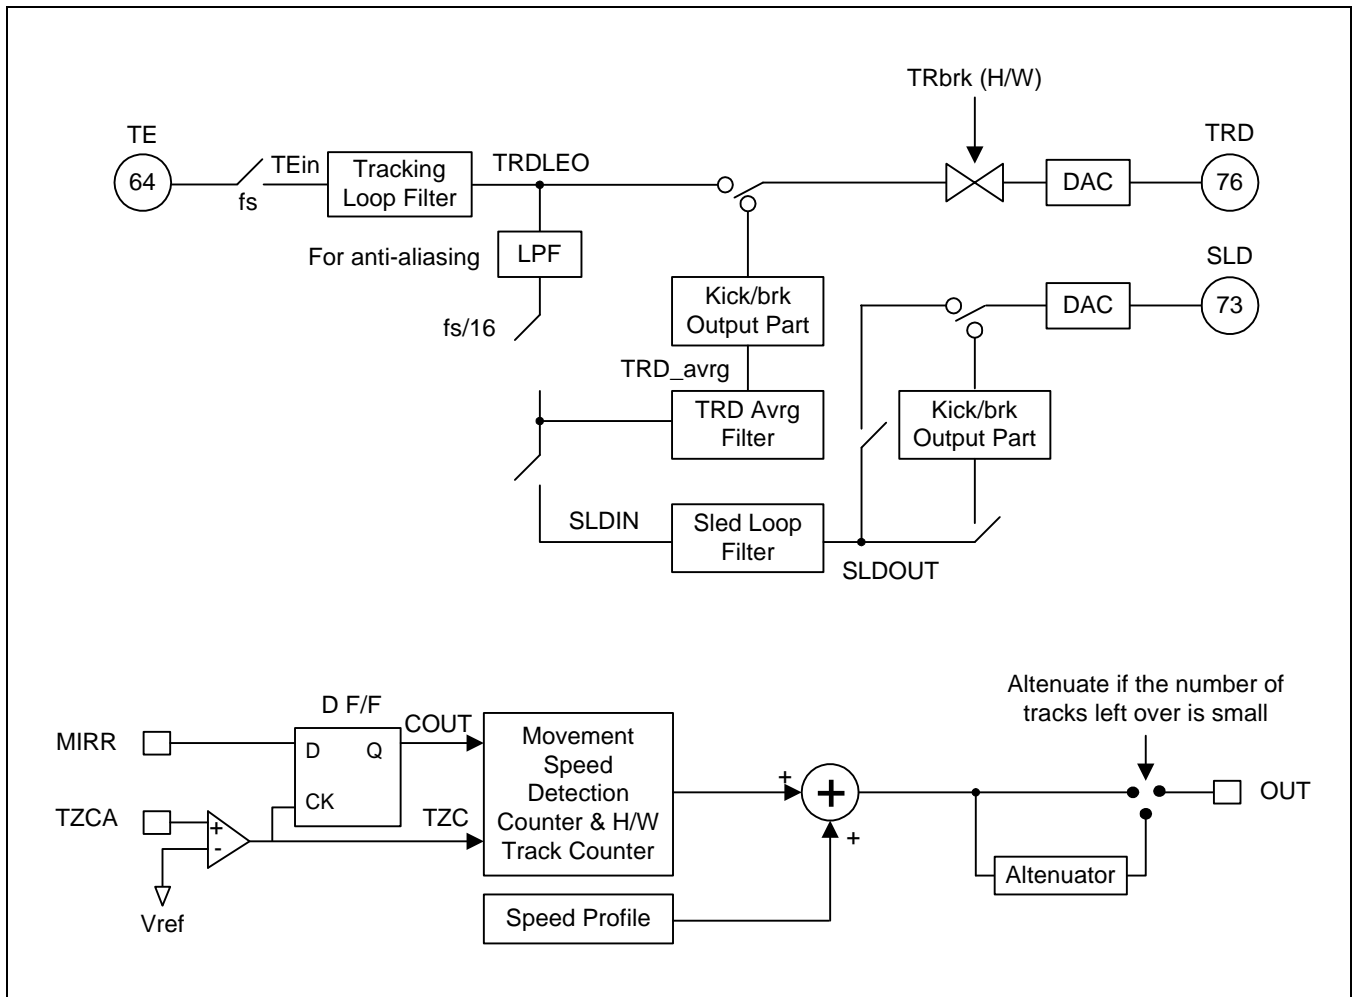 TRbrk (H/W)
TE
TRD
64
TEin
fs
Tracking
Loop Filter
TRDLEO
DAC
76
For anti-aliasing
LPF
SLD
Kick/brk
Output Part
DAC
73
fs/16
TRD_avrg
TRD Avrg
Filter
Kick/brk
Output Part
SLDIN
Sled Loop
Filter
SLDOUT
Altenuate if the number of
tracks left over is small
D F/F
MIRR
D
Q
COUT
CK
Movement
Speed
Detection
Counter & H/W
Track Counter
+
+
+
OUT
TZCA
+
-
TZC
Altenuator
Vref
Speed Profile